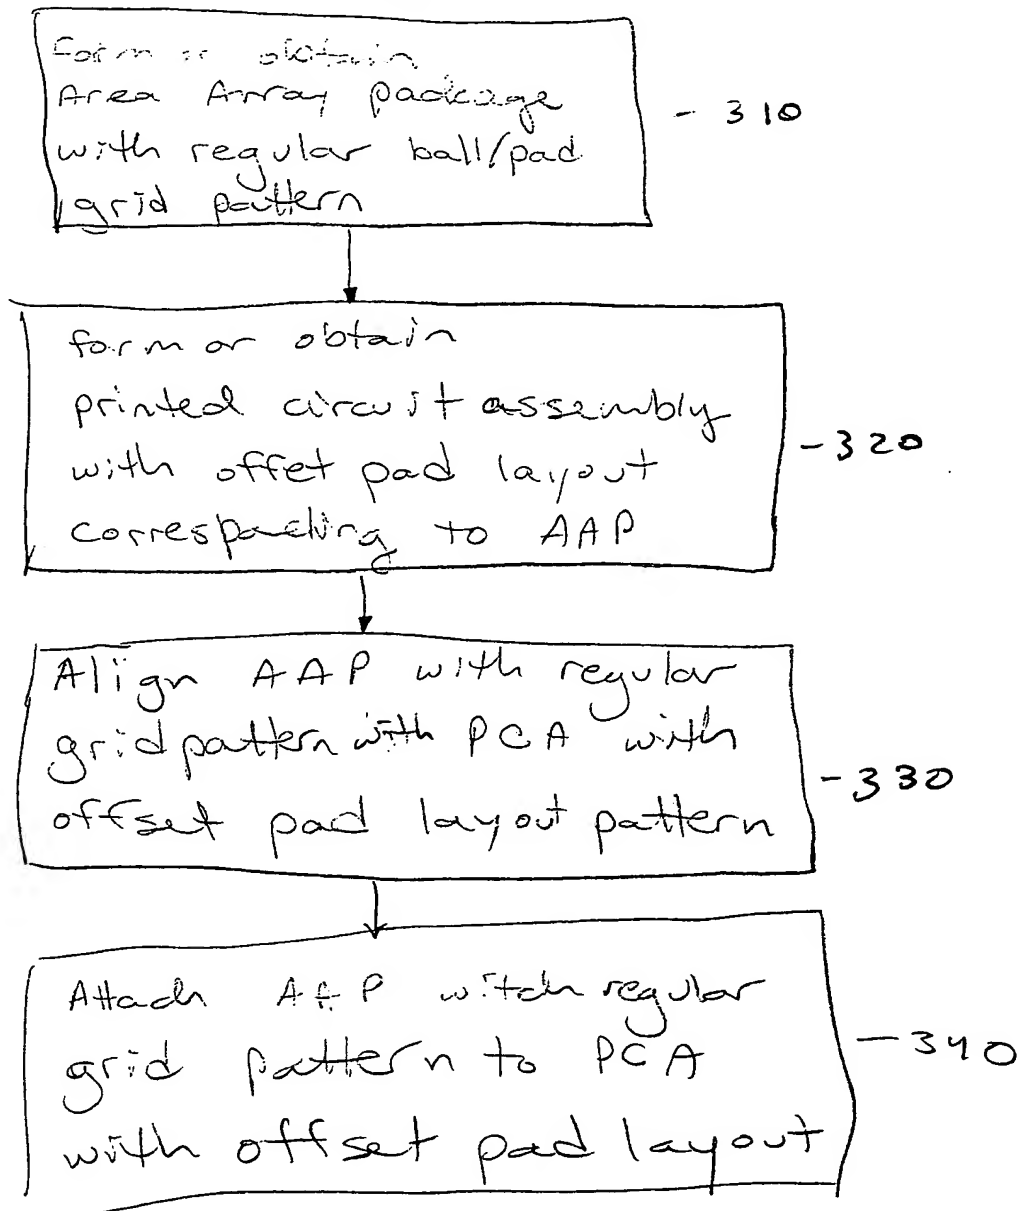 form or obtain
Area Array package
with regular ball/pad
grid pattern
- 310
form or obtain
printed circuit assembly
with offet pad layout
corresponding to AAP
- 320
Align AAP with regular
grid pattern with PCA with
offset pad layout pattern
- 330
Attach AAP with regular
grid pattern to PCA
with offset pad layout
- 340